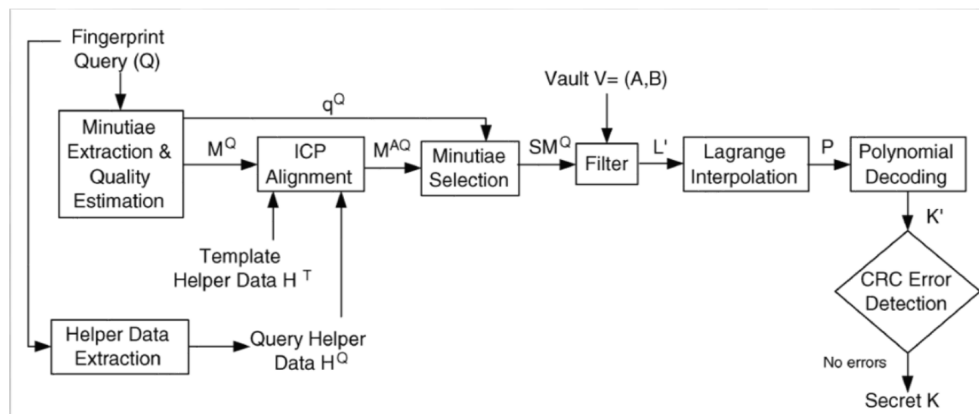 Fingerprint
Query (Q)
Vault V= (A,B)
q^Q
Minutiae
Extraction &
Quality
Estimation
M^Q
ICP
Alignment
M^AQ
Minutiae
Selection
SM^Q
Filter
L'
Lagrange
Interpolation
P
Polynomial
Decoding
K'
Template
Helper Data H^T
CRC Error
Detection
Helper Data
Extraction
Query Helper
Data H^Q
No errors
Secret K